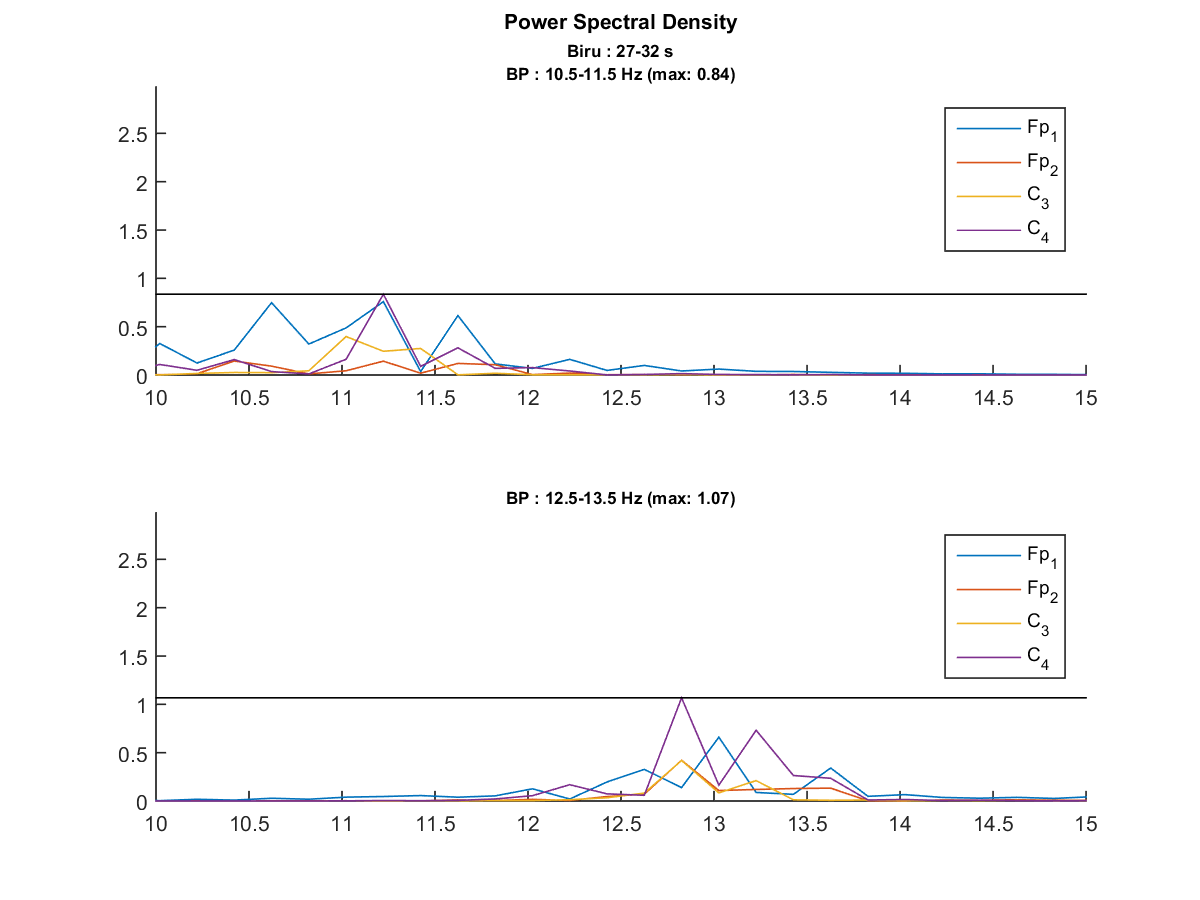 Power Spectral Density
Biru : 27-32 s
BP : 10.5-11.5 Hz (max: 0.84)
2.5
2
1.5
1
0.5
0
10 10.5 11 11.5 12 12.5 13 13.5 14 14.5 15
Fp1
Fp2
C3
C4
BP : 12.5-13.5 Hz (max: 1.07)
2.5
2
1.5
1
0.5
0
10 10.5 11 11.5 12 12.5 13 13.5 14 14.5 15
Fp1
Fp2
C3
C4